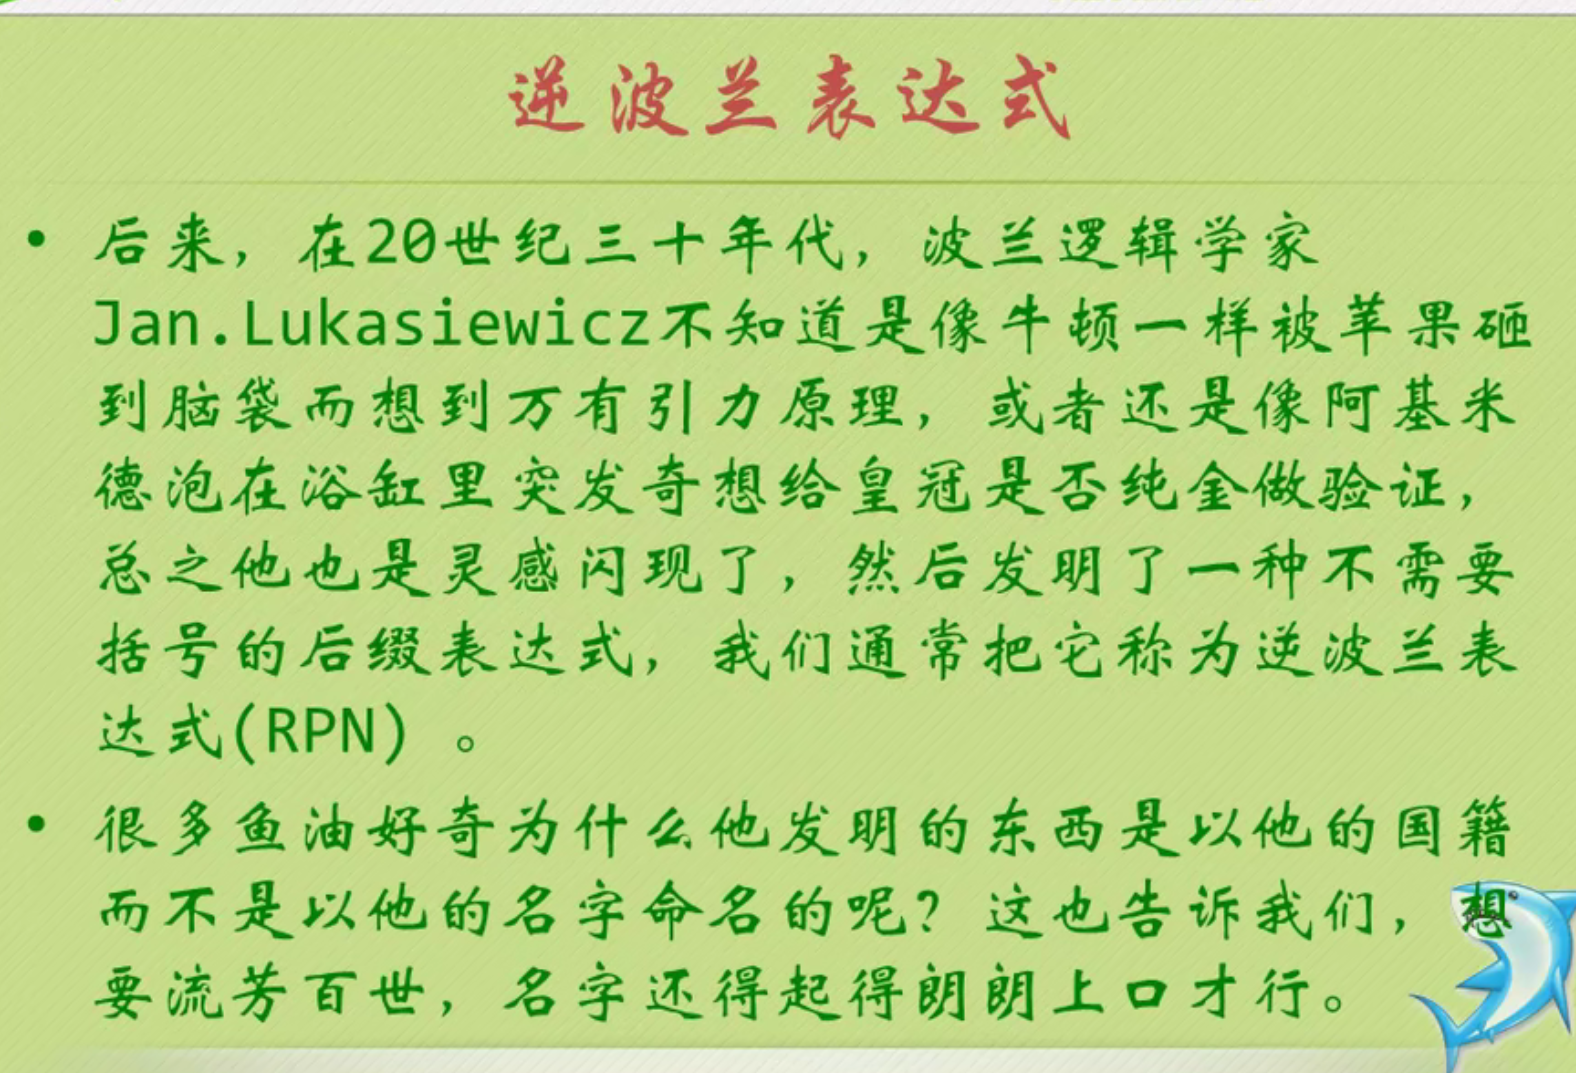 逆波兰表达式
• 后来，在20世纪三十年代，波兰逻辑学家
Jan.Lukasiewicz不知道是像牛顿一样被苹果砸
到脑袋而想到万有引力原理，或者还是像阿基米
德泡在浴缸里突发奇想给皇冠是否纯金做验证，
总之他也是灵感闪现了，然后发明了一种不需要
括号的后缀表达式，我们通常把它称为逆波兰表
达式(RPN) 。
• 很多鱼油好奇为什么他发明的东西是以他的国籍
而不是以他的名字命名的呢？这也告诉我们，想
要流芳百世，名字还得起得朗朗上口才行。